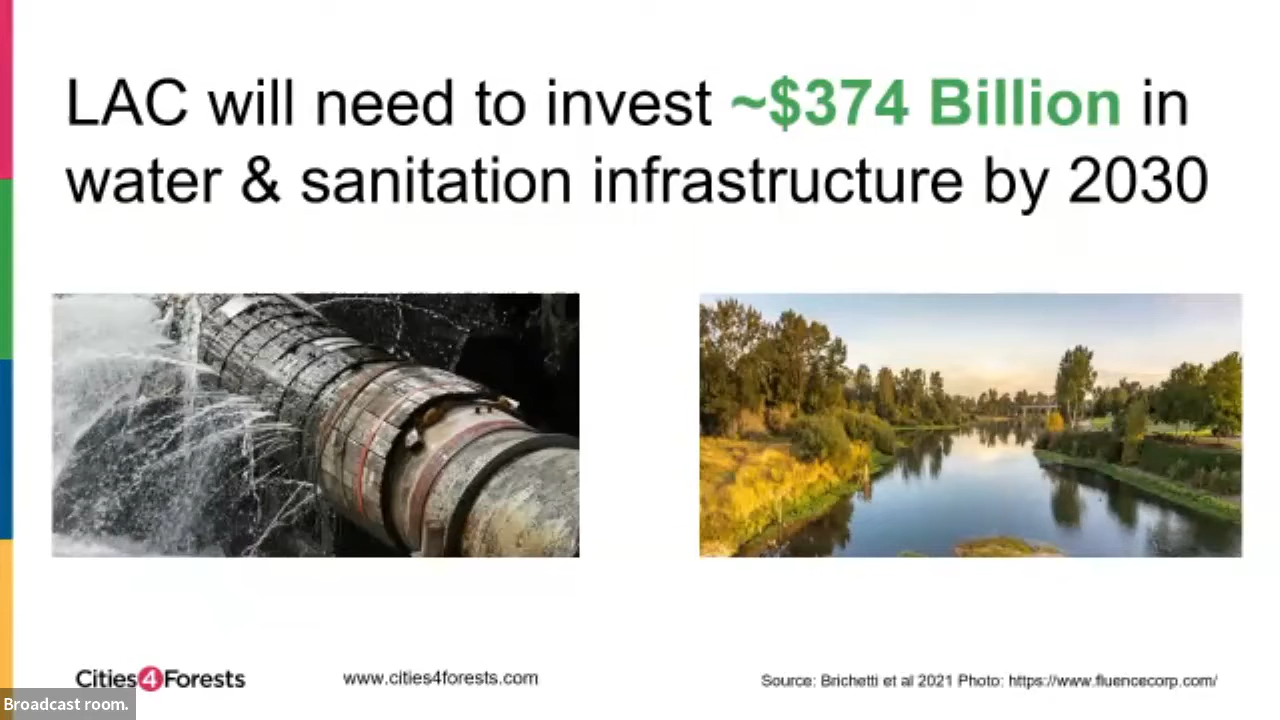 LAC will need to invest ~$374 Billion in
water & sanitation infrastructure by 2030
Cities4Forests
www.cities4forests.com
Source: Brichetti et al 2021 Photo: https://www.fluencecorp.com/
Broadcast room.